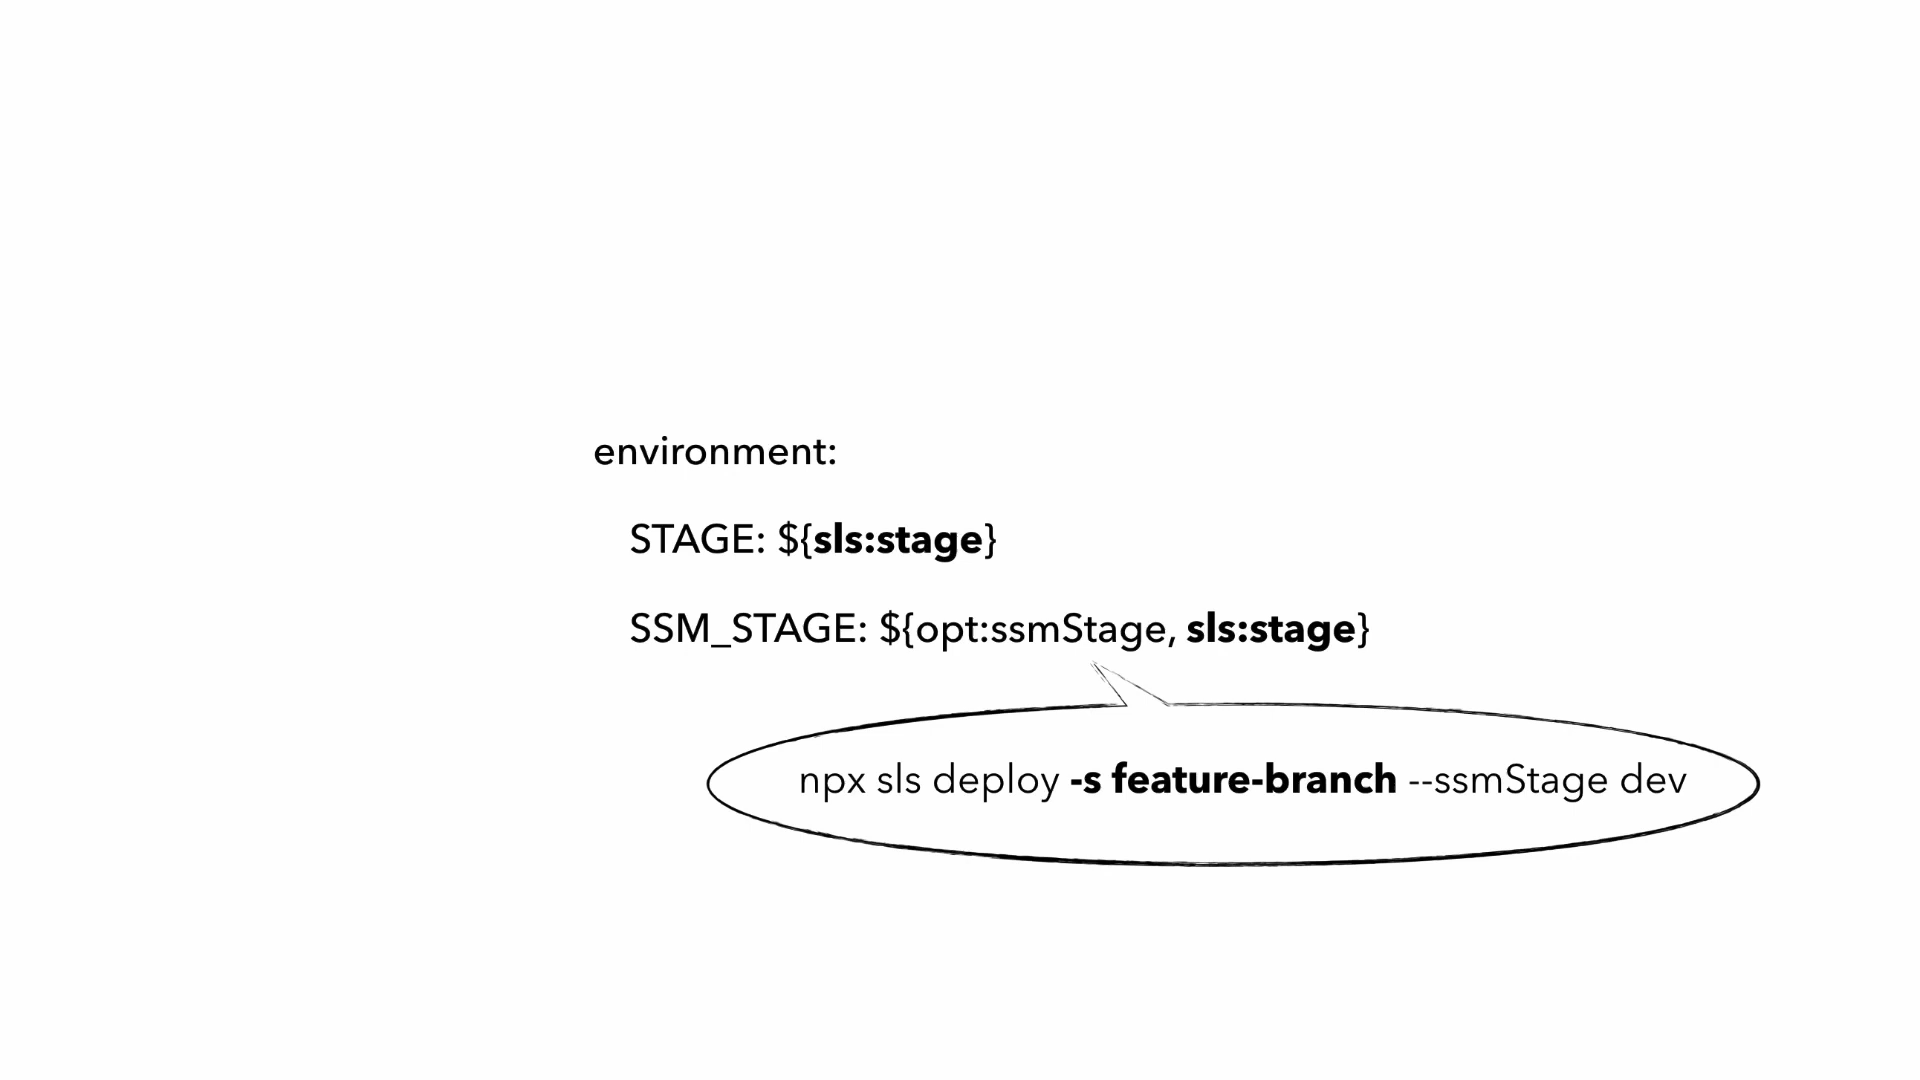 environment:
STAGE: ${sls:stage}
SSM_STAGE: ${opt:ssmStage, sls:stage}
npx sls deploy -s feature-branch --ssmStage dev